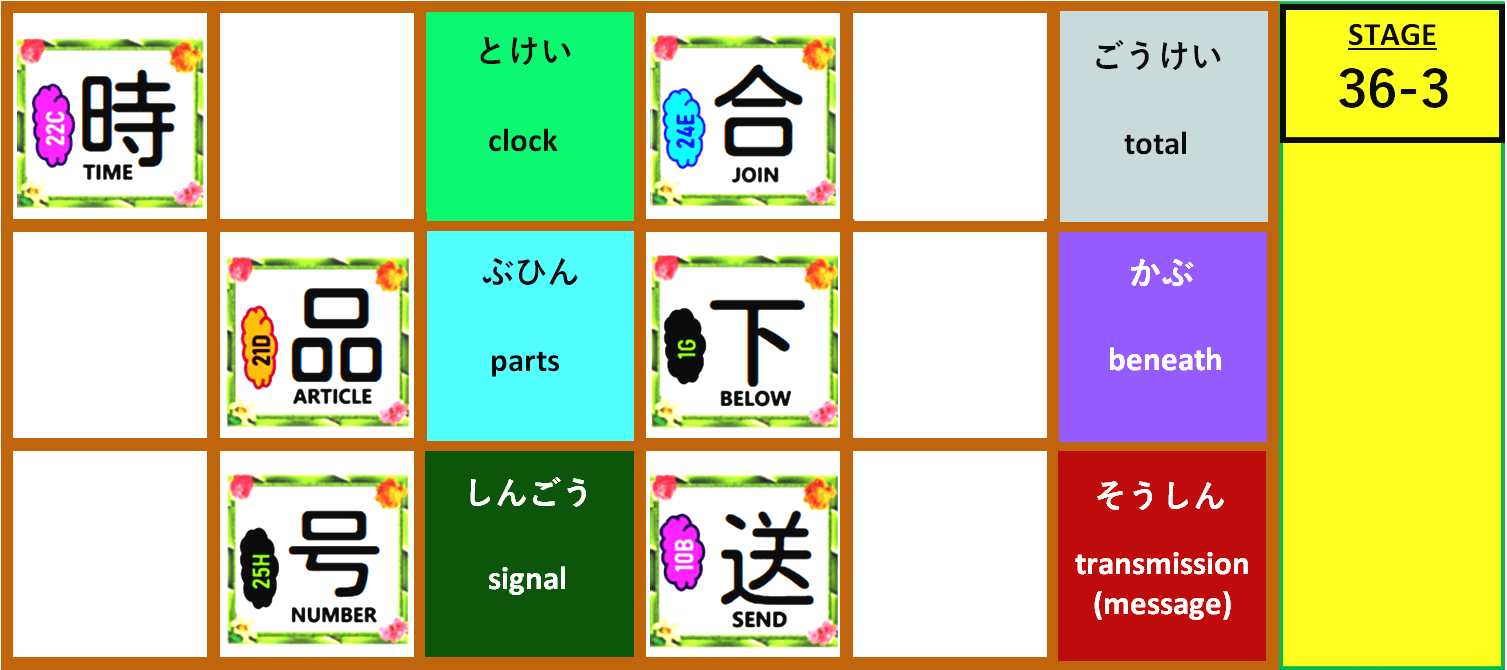 22C
時
TIME
とけい
clock
24E
合
JOIN
ごうけい
total
STAGE
36-3
21D
品
ARTICLE
ぶひん
parts
1G
下
BELOW
かぶ
beneath
25H
号
NUMBER
しんごう
signal
10B
送
SEND
そうしん
transmission
(message)